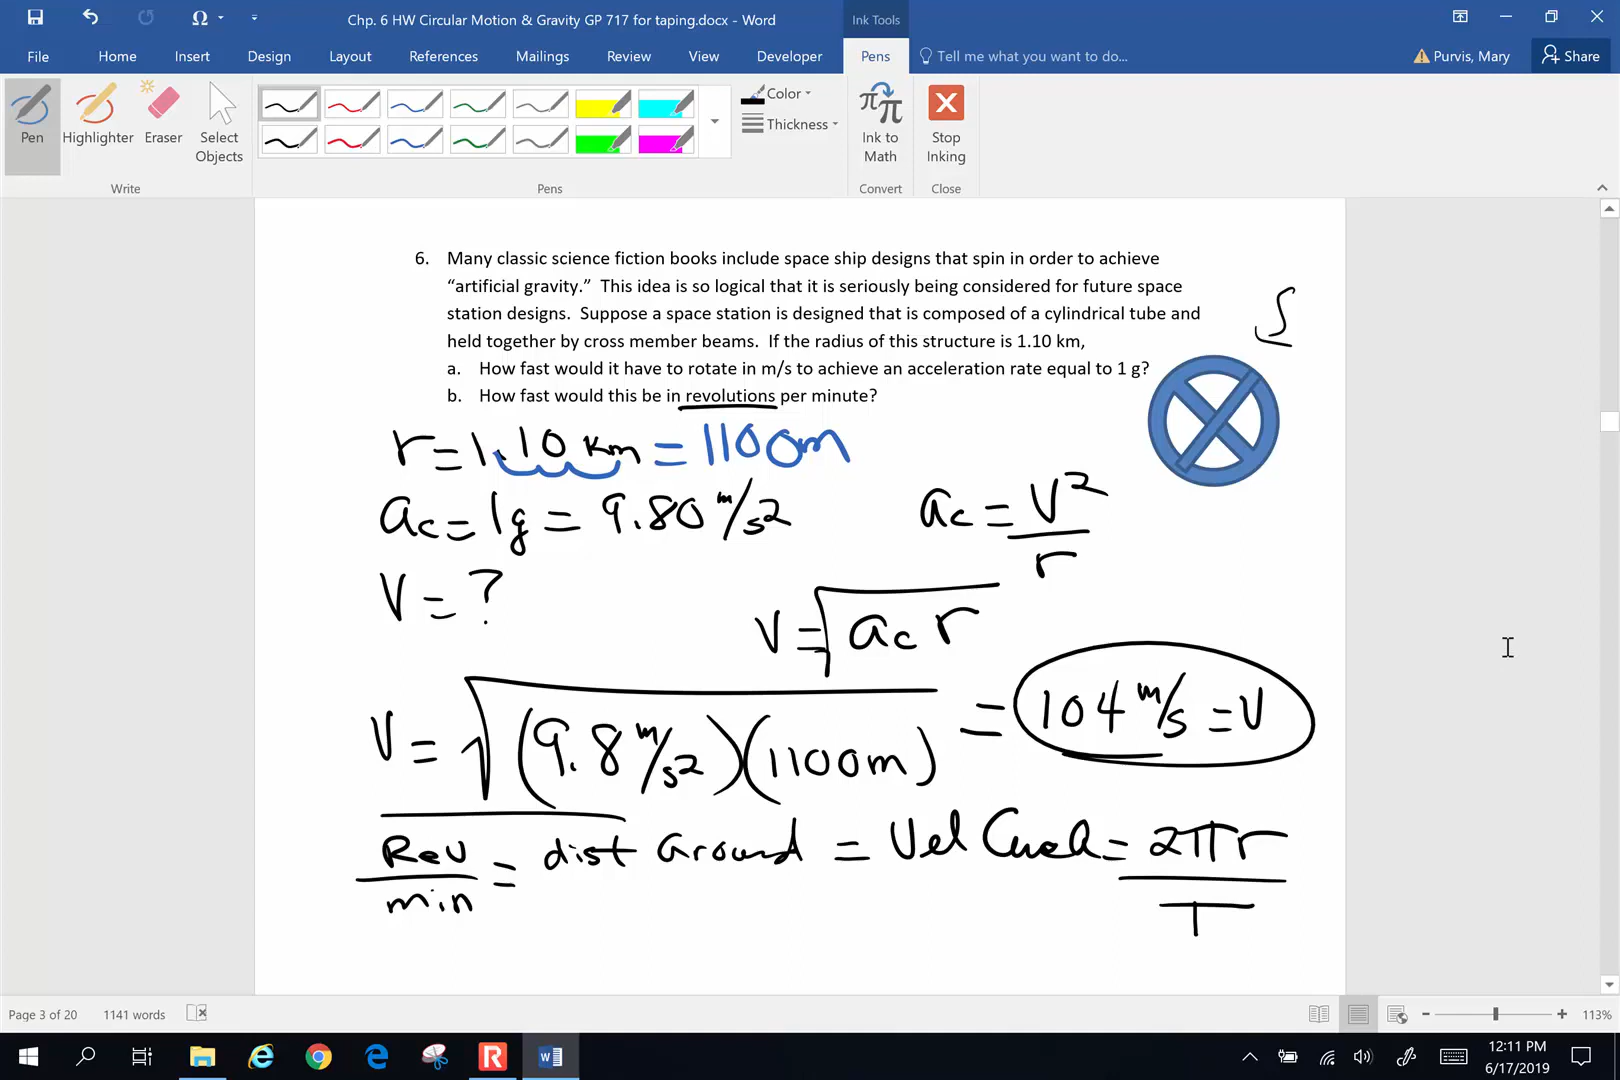 Chp. 6 HW Circular Motion & Gravity GP 717 for taping.docx - Word
Ink Tools
File Home Insert Design Layout References Mailings Review View Developer Pens Tell me what you want to do... Purvis, Mary Share
Pen Highlighter Eraser Select Objects
Color
Thickness
Ink to Math
Stop Inking
Write Pens Convert Close
6. Many classic science fiction books include space ship designs that spin in order to achieve
“artificial gravity.” This idea is so logical that it is seriously being considered for future space
station designs. Suppose a space station is designed that is composed of a cylindrical tube and
held together by cross member beams. If the radius of this structure is 1.10 km,
a. How fast would it have to rotate in m/s to achieve an acceleration rate equal to 1 g?
b. How fast would this be in revolutions per minute?
r = 1.10 km = 1100m
ac = 1g = 9.80 m/s2
ac = V2/r
V = ?
V = √ac r
V = √(9.8 m/s2)(1100m) = 104 m/s = V
Rev/min = dist Around = Vel Circle = 2πr/T
Page 3 of 20 1141 words 113%
12:11 PM
6/17/2019